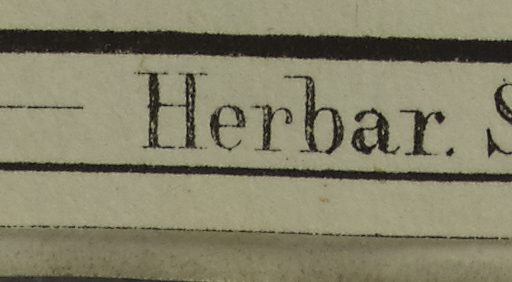 — Herbar. S